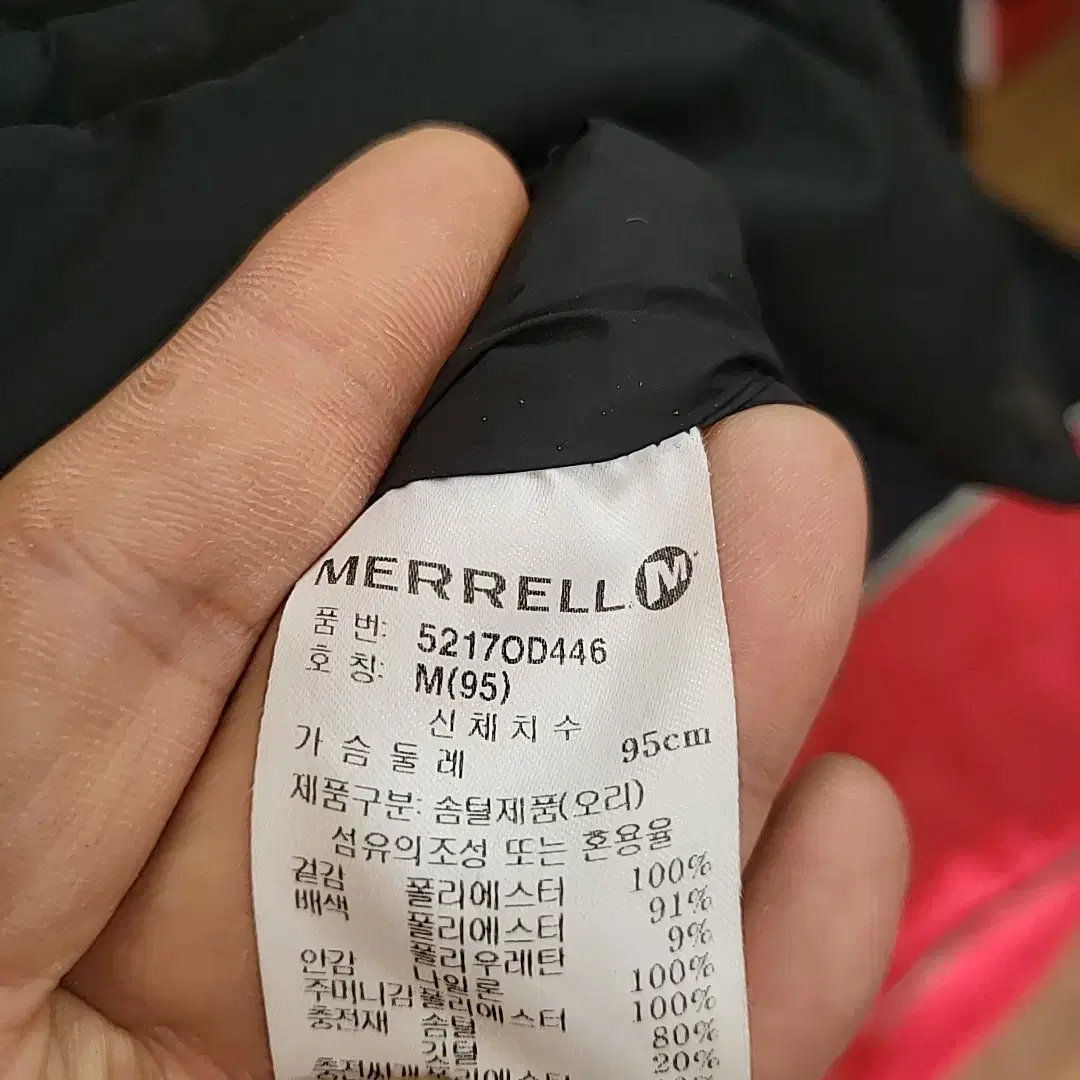 MERRELL M
품 번: 5217OD446
호 칭: M(95)
신 체 치 수
가 슴 둘 레 95cm
제품구분: 솜털제품(오리)
섬유의조성 또는 혼용율
겉감 폴리에스터 100%
배색 폴리에스터 91%
폴리우레탄 9%
안감 나일론 100%
주머니감 폴리에스터 100%
충전재 솜털 80%
깃털 20%